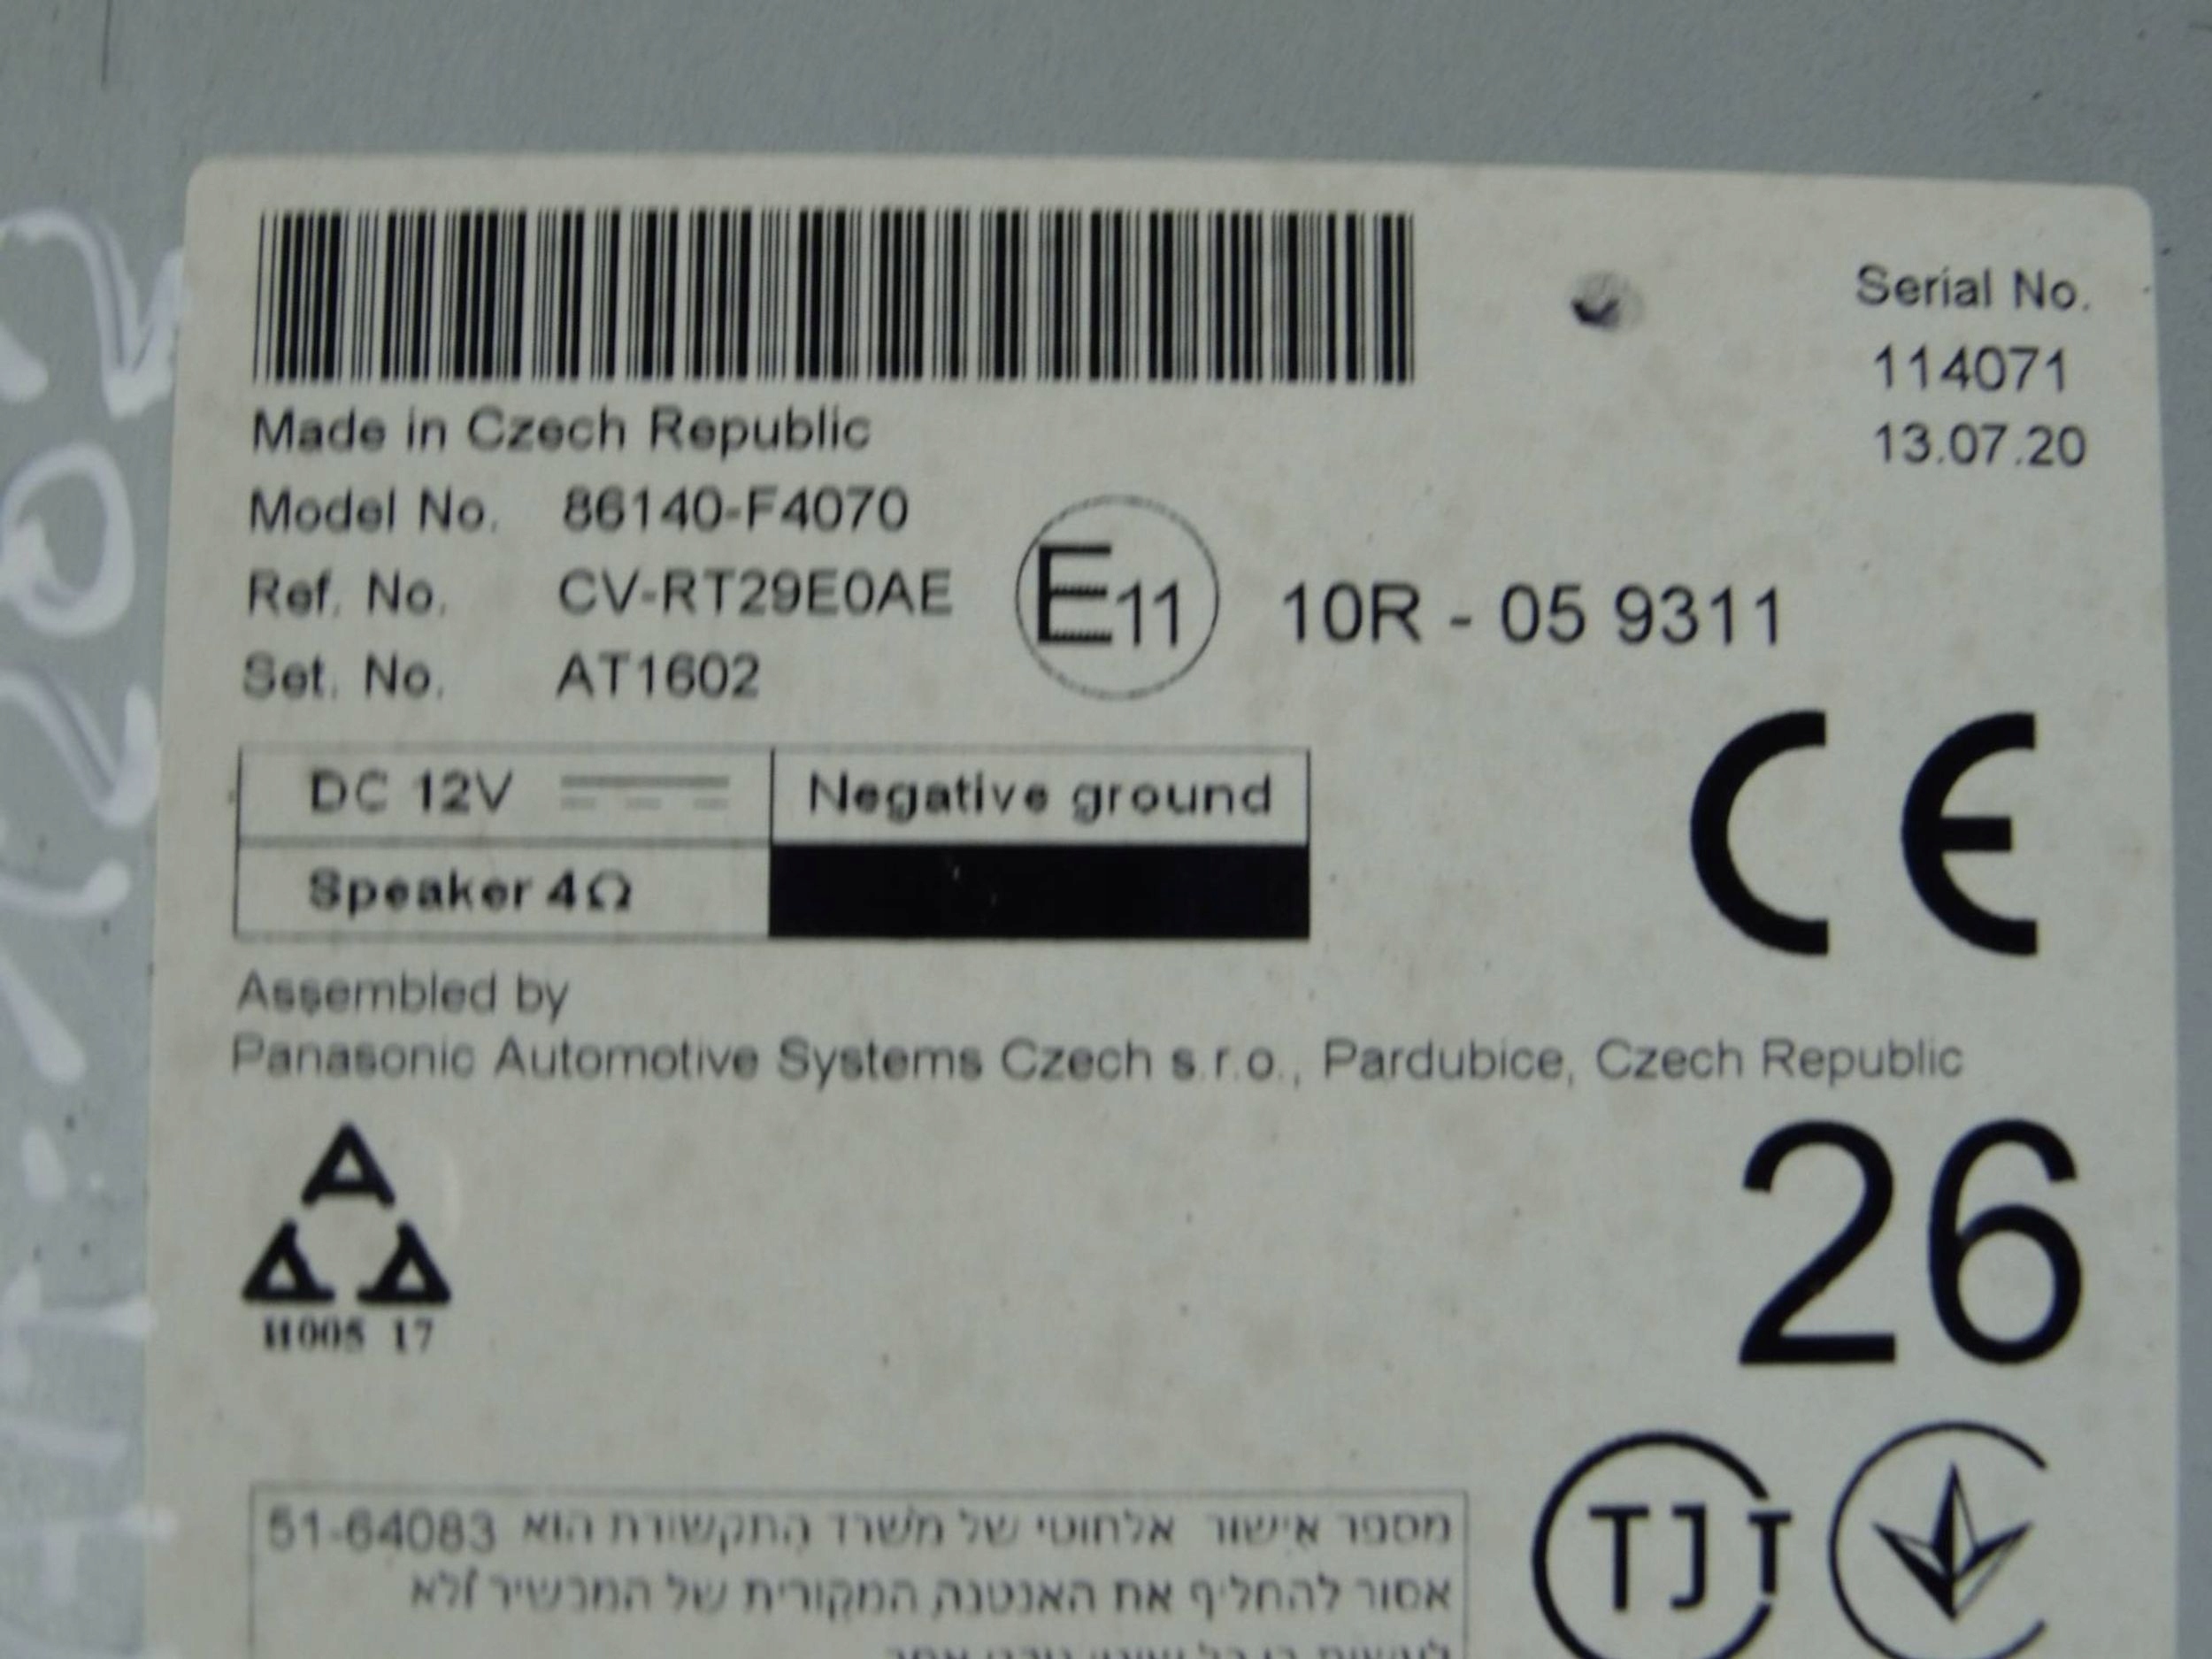 Serial No.
114071
13.07.20
Made in Czech Republic
Model No. 86140-F4070
Ref. No. CV-RT29E0AE
Set. No. AT1602
E11 10R - 05 9311
DC 12V Negative ground
Speaker 4Ω
CE
Assembled by
Panasonic Automotive Systems Czech s.r.o., Pardubice, Czech Republic
26
H005 17
TJT
מספר אישור אלחוטי של משרד התקשורת הוא 51-64083
אסור להחליף את האנטנה המקורית של המכשיר ולא